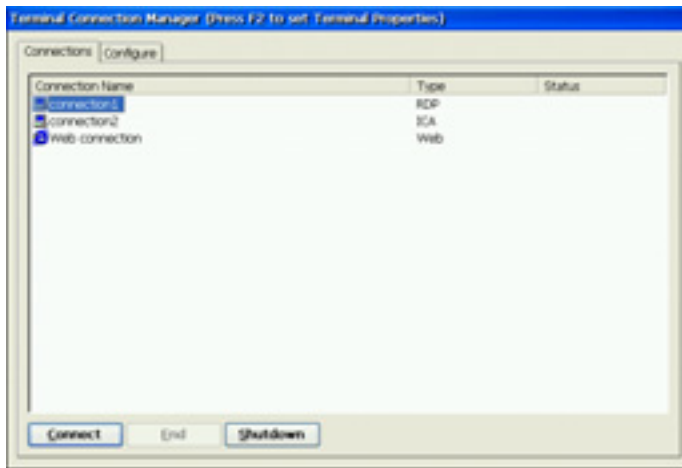 Terminal Connection Manager (Press F2 to set Terminal Properties)
Connections Configure
Connection Name Type Status
connection1 RDP
connection2 ICA
Web connection Web
Connect End Shutdown